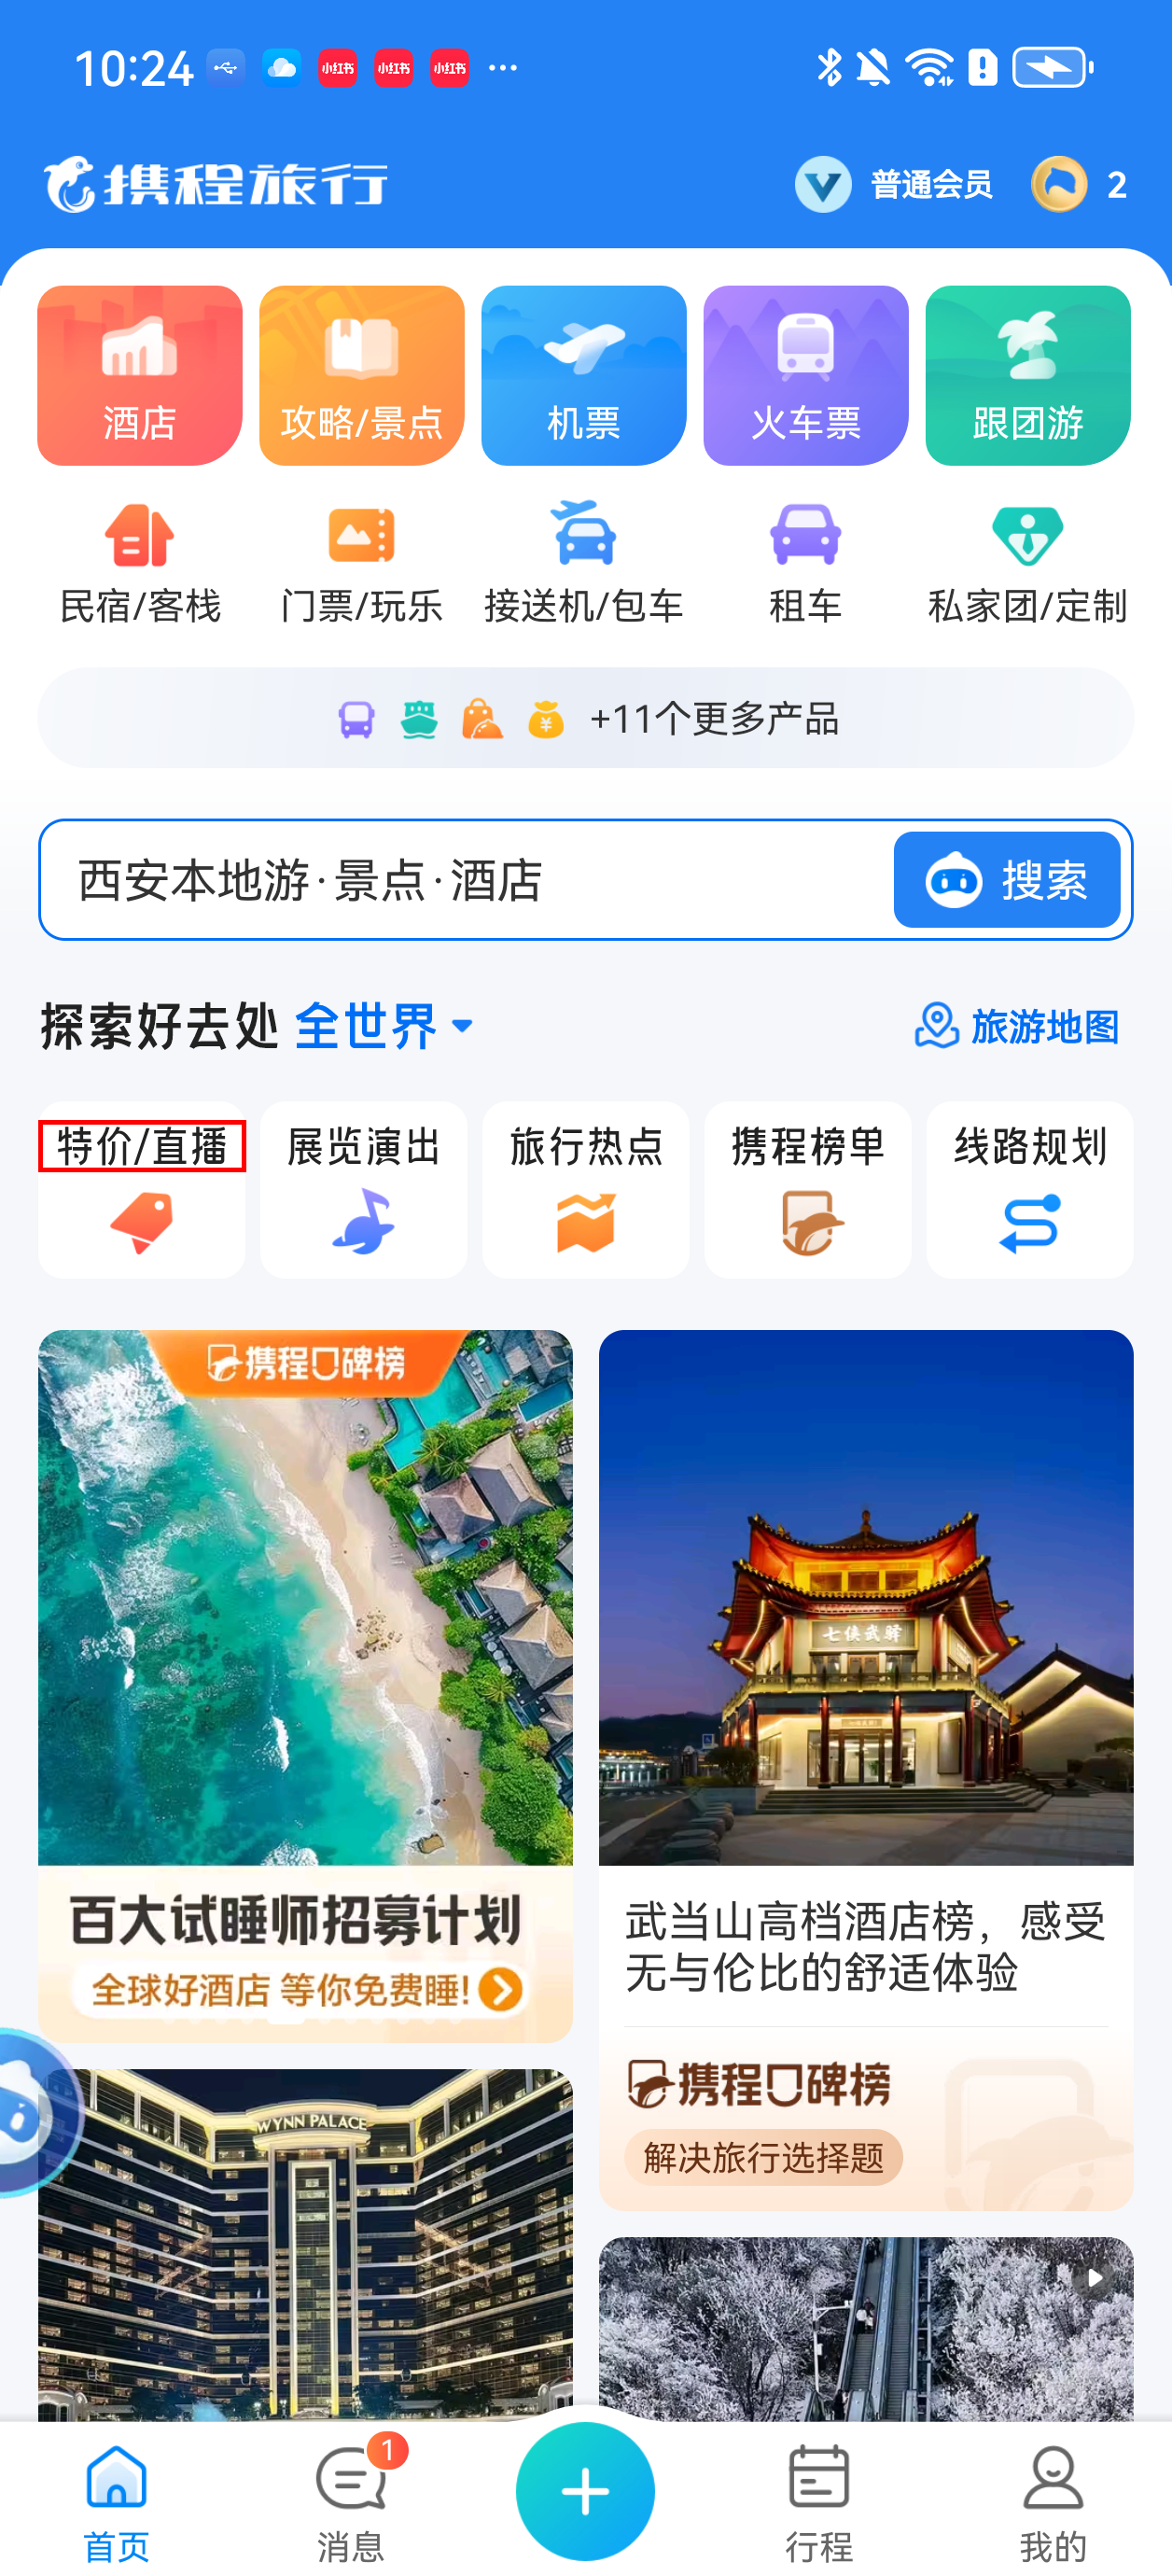 10:24 小红书 小红书 小红书 ...
携程旅行 普通会员 2
酒店 攻略/景点 机票 火车票 跟团游
民宿/客栈 门票/玩乐 接送机/包车 租车 私家团/定制
+11个更多产品
西安本地游·景点·酒店 搜索
探索好去处 全世界 旅游地图
特价/直播 展览演出 旅行热点 携程榜单 线路规划
携程口碑榜
七侠武驿
百大试睡师招募计划
全球好酒店 等你免费睡!
武当山高档酒店榜，感受
无与伦比的舒适体验
携程口碑榜
解决旅行选择题
WYNN PALACE
1
首页 消息 行程 我的